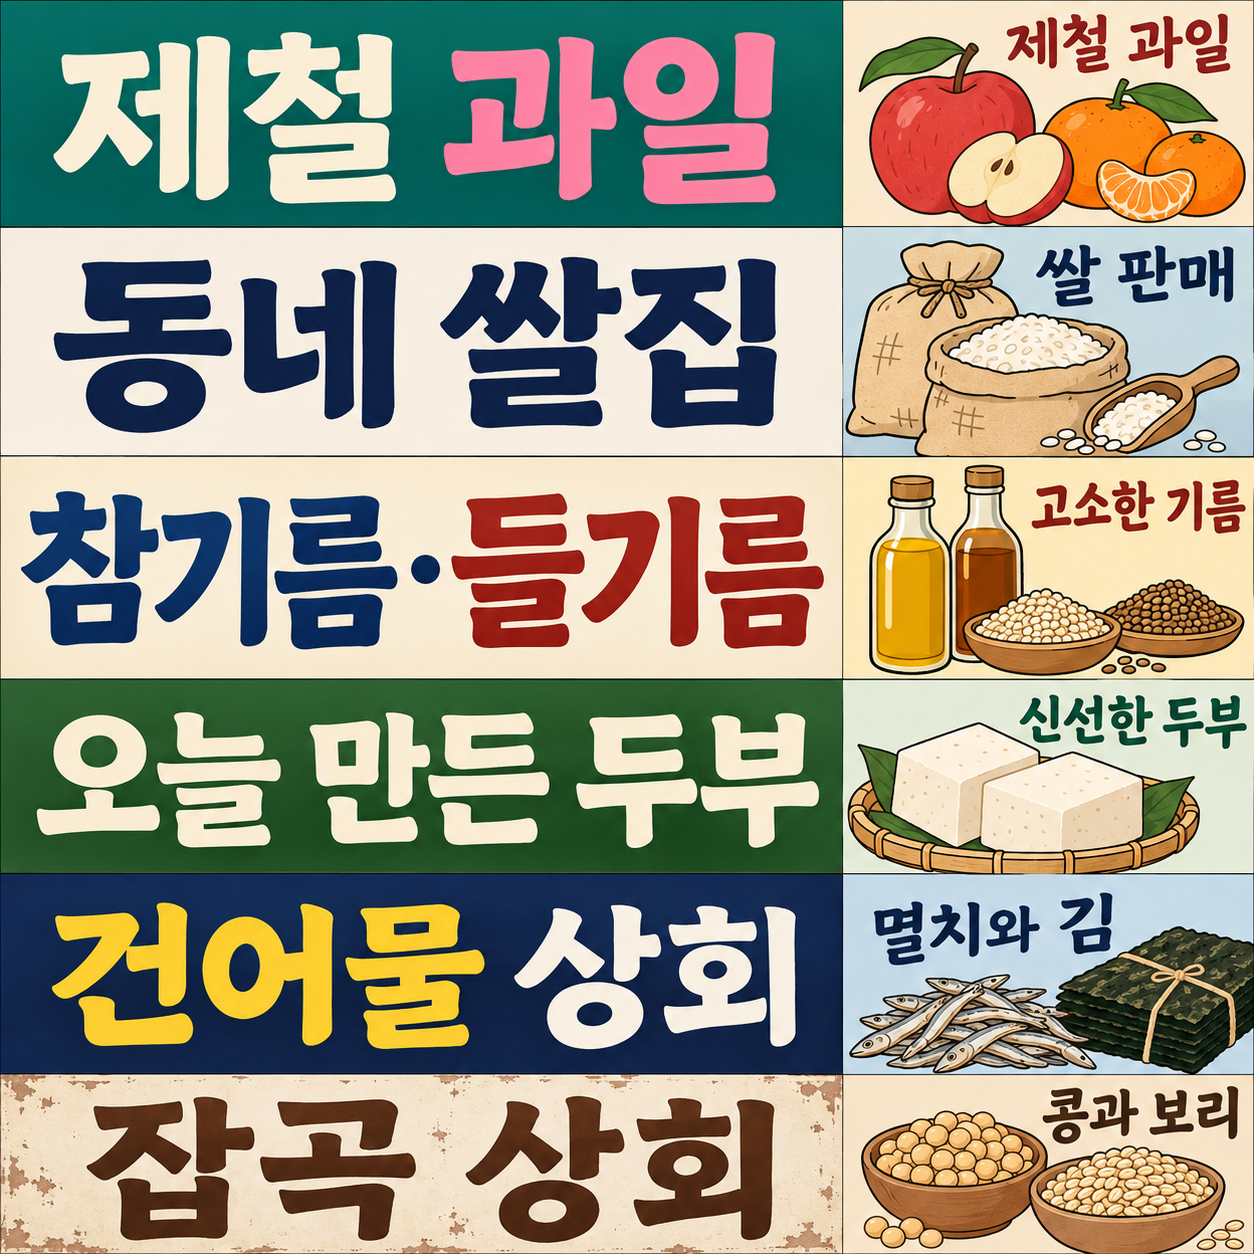 제철 과일
제철 과일
동네 쌀집
쌀 판매
참기름·들기름
고소한 기름
오늘 만든 두부
신선한 두부
건어물 상회
멸치와 김
잡곡 상회
콩과 보리